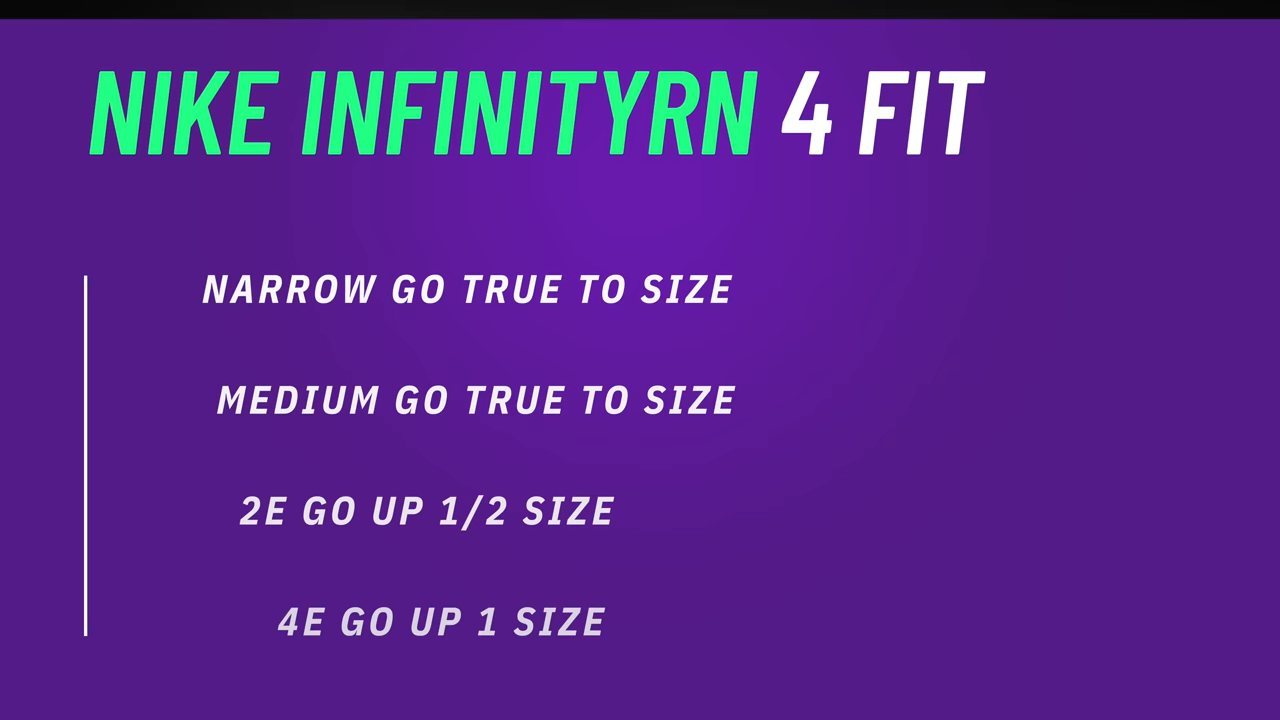 NIKE INFINITYRN 4 FIT
NARROW GO TRUE TO SIZE
MEDIUM GO TRUE TO SIZE
2E GO UP 1/2 SIZE
4E GO UP 1 SIZE